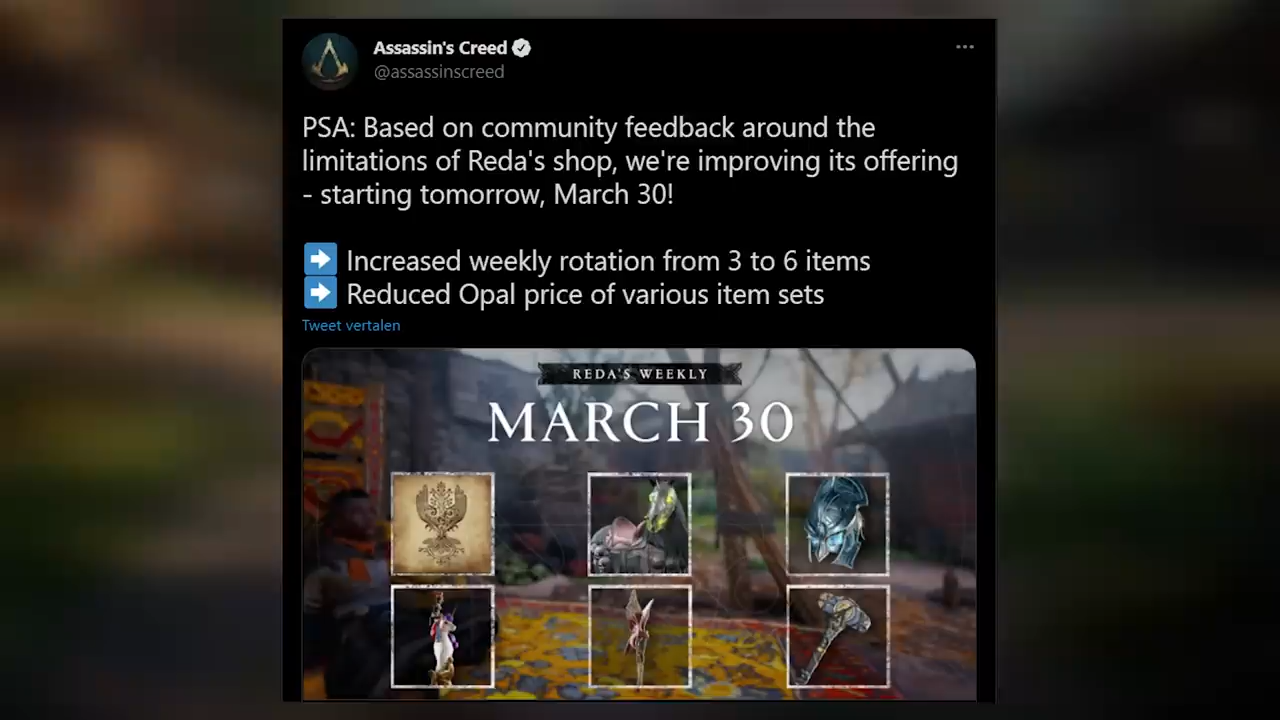 Assassin's Creed
@assassinscreed
PSA: Based on community feedback around the
limitations of Reda's shop, we're improving its offering
- starting tomorrow, March 30!
➡ Increased weekly rotation from 3 to 6 items
➡ Reduced Opal price of various item sets
Tweet vertalen
REDA'S WEEKLY
MARCH 30